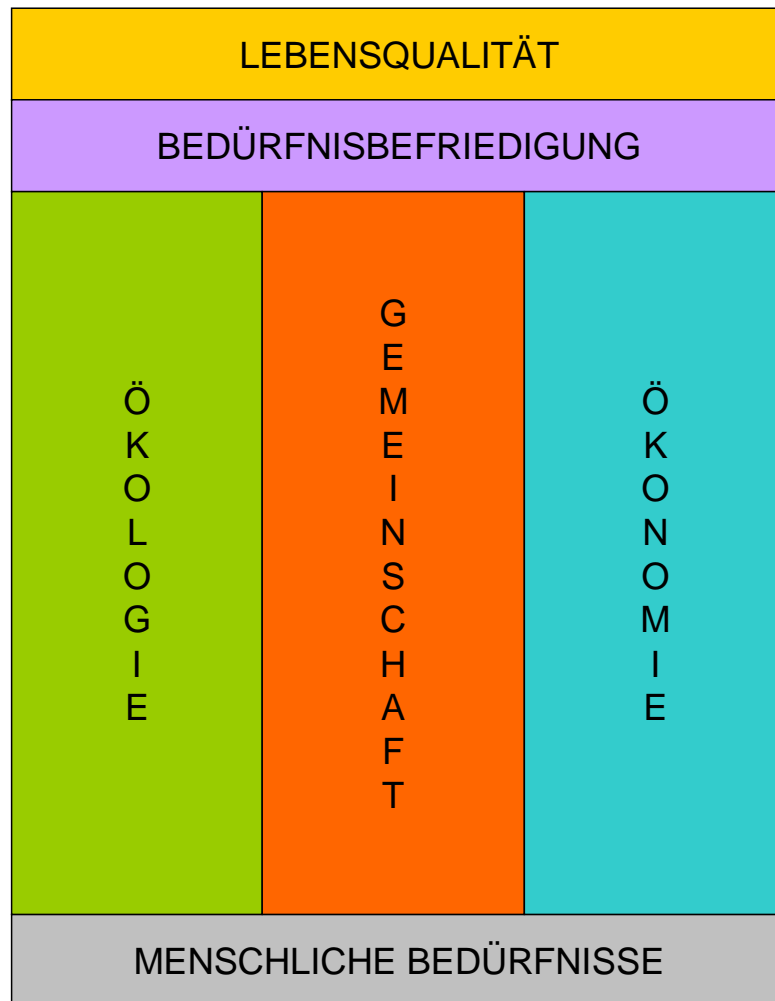 LEBENSQUALITÄT
BEDÜRFNISBEFRIEDIGUNG
ÖKOLOGIE
GEMEINSCHAFT
ÖKONOMIE
MENSCHLICHE BEDÜRFNISSE